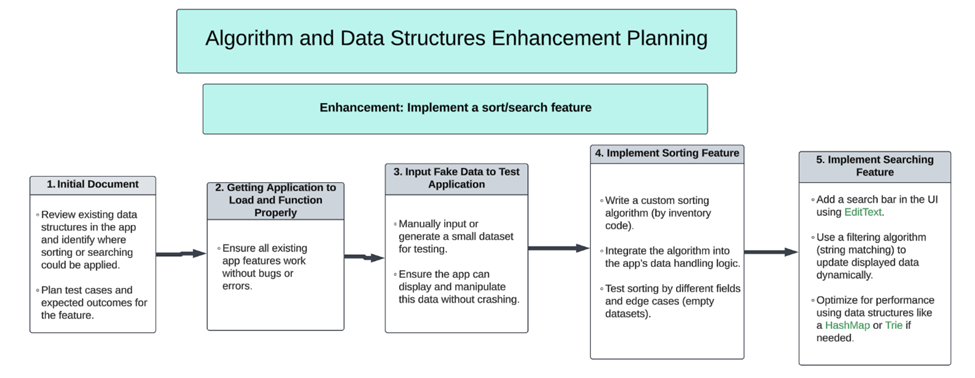 Algorithm and Data Structures Enhancement Planning
Enhancement: Implement a sort/search feature
1. Initial Document
◦Review existing data
structures in the app
and identify where
sorting or searching
could be applied.
◦Plan test cases and
expected outcomes for
the feature.
2. Getting Application to
Load and Function
Properly
◦Ensure all existing
app features work
without bugs or
errors.
3. Input Fake Data to Test
Application
◦Manually input or
generate a small dataset
for testing.
◦Ensure the app can
display and manipulate
this data without crashing.
4. Implement Sorting Feature
◦Write a custom sorting
algorithm (by inventory
code).
◦Integrate the algorithm into
the app's data handling logic.
◦Test sorting by different fields
and edge cases (empty
datasets).
5. Implement Searching
Feature
◦Add a search bar in the UI
using EditText.
◦Use a filtering algorithm
(string matching) to
update displayed data
dynamically.
◦Optimize for performance
using data structures like
a HashMap or Trie if
needed.